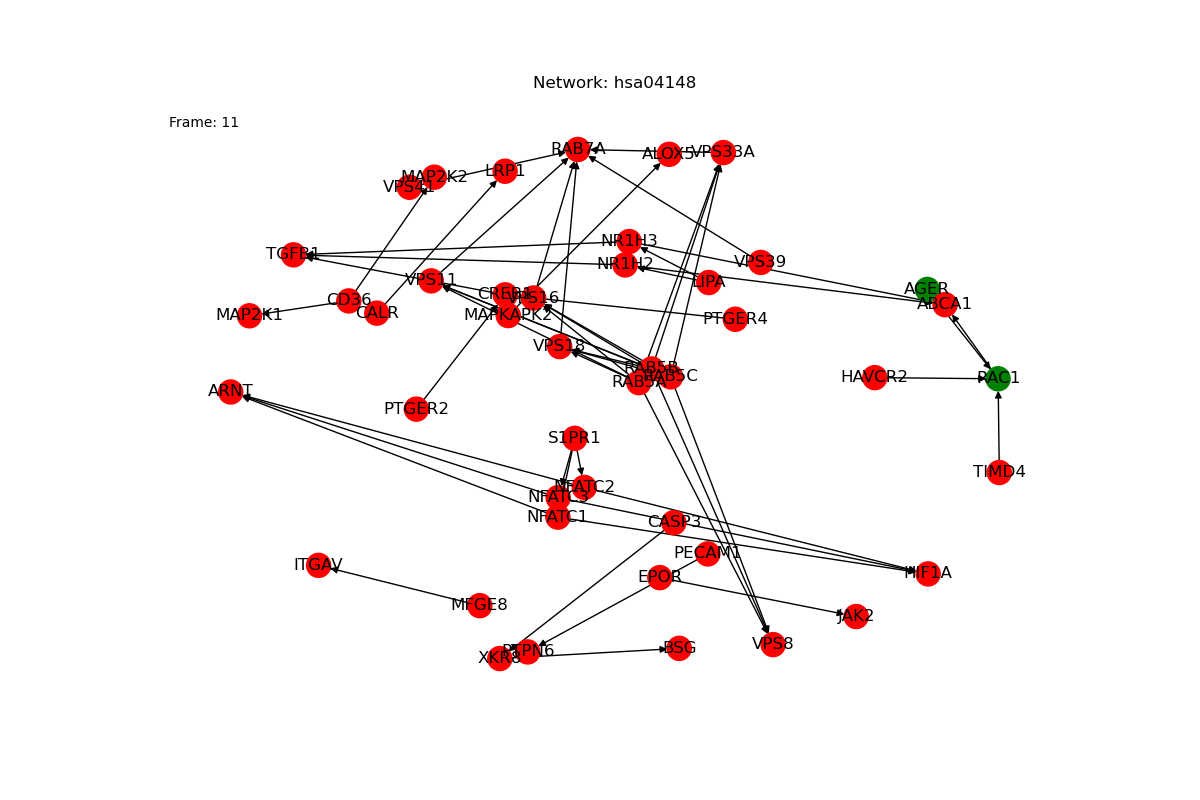 Network: hsa04148
Frame: 11
RAB7A
ALOX5
VPS33A
LRP1
MAP2K2
VPS41
NR1H3
TGFB1
NR1H2
VPS39
VPS11
LIPA
AGER
CREB1
VPS16
CD36
ABCA1
CALR
MAP2K1
MAPKAPK2
PTGER4
VPS18
RAB5B
RAB5A
RAB5C
HAVCR2
RAC1
ARNT
PTGER2
S1PR1
TIMD4
NFATC2
NFATC3
NFATC1
CASP3
PECAM1
ITGAV
EPOR
HIF1A
MFGE8
JAK2
VPS8
BSG
PTPN6
XKR8